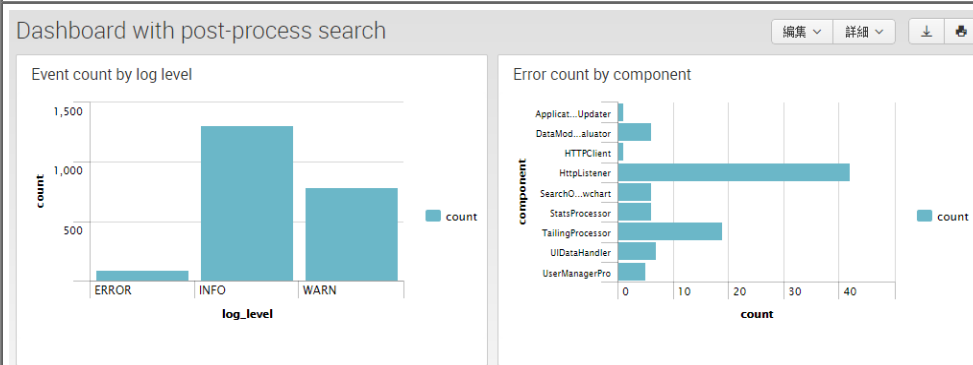 Dashboard with post-process search
編集
詳細
Event count by log level
1,500
1,000
500
count
ERROR
INFO
WARN
log_level
count
Error count by component
component
Applicat...Updater
DataMod...aluator
HTTPClient
HttpListener
SearchO...wchart
StatsProcessor
TailingProcessor
UIDataHandler
UserManagerPro
0
10
20
30
40
count
count